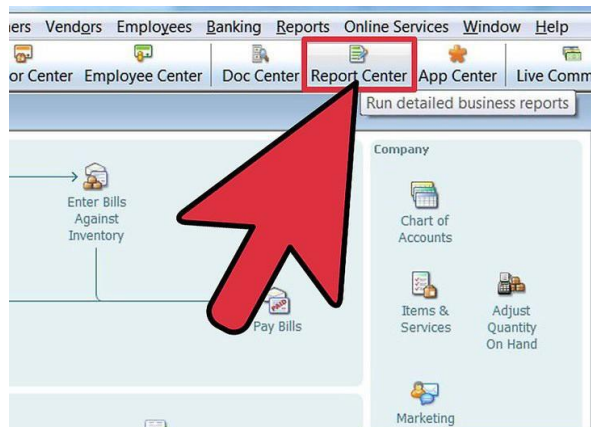 ers Vendors Employees Banking Reports Online Services Window Help
or Center Employee Center Doc Center Report Center App Center Live Comm
Run detailed business reports
Company
Enter Bills
Against
Inventory
Pay Bills
PAID
Chart of
Accounts
Items &
Services
Adjust
Quantity
On Hand
Marketing